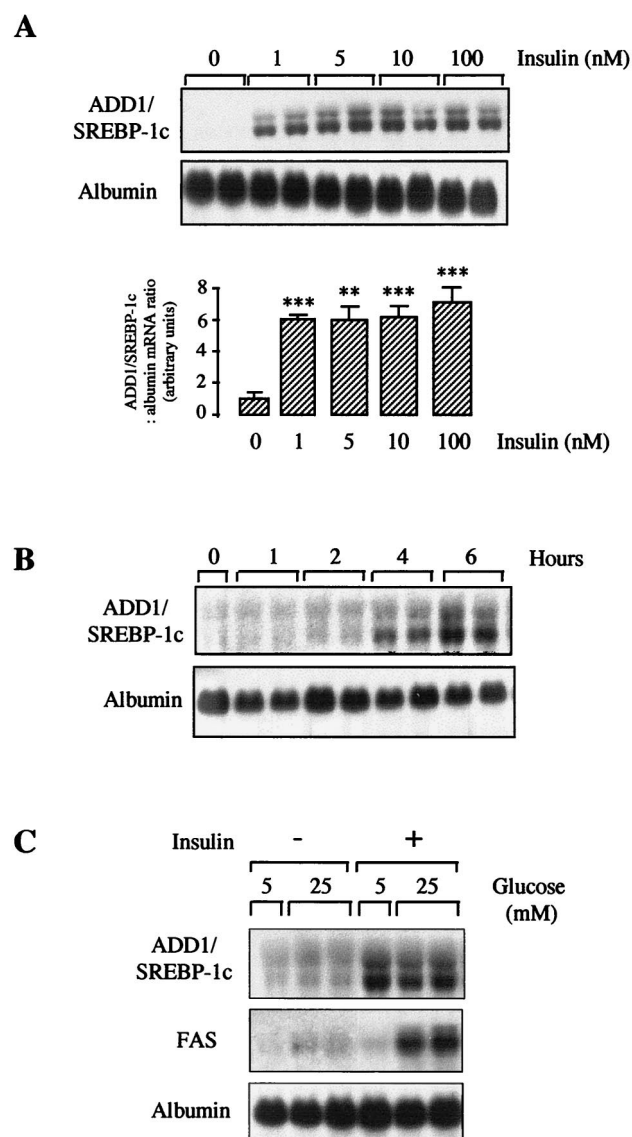 A
0 1 5 10 100 Insulin (nM)
ADD1/
SREBP-1c
Albumin
ADD1/SREBP-1c
: albumin mRNA ratio
(arbitrary units)
8
6
4
2
0
*** ** *** ***
0 1 5 10 100 Insulin (nM)
B
0 1 2 4 6 Hours
ADD1/
SREBP-1c
Albumin
C
Insulin - +
5 25 5 25 Glucose
(mM)
ADD1/
SREBP-1c
FAS
Albumin